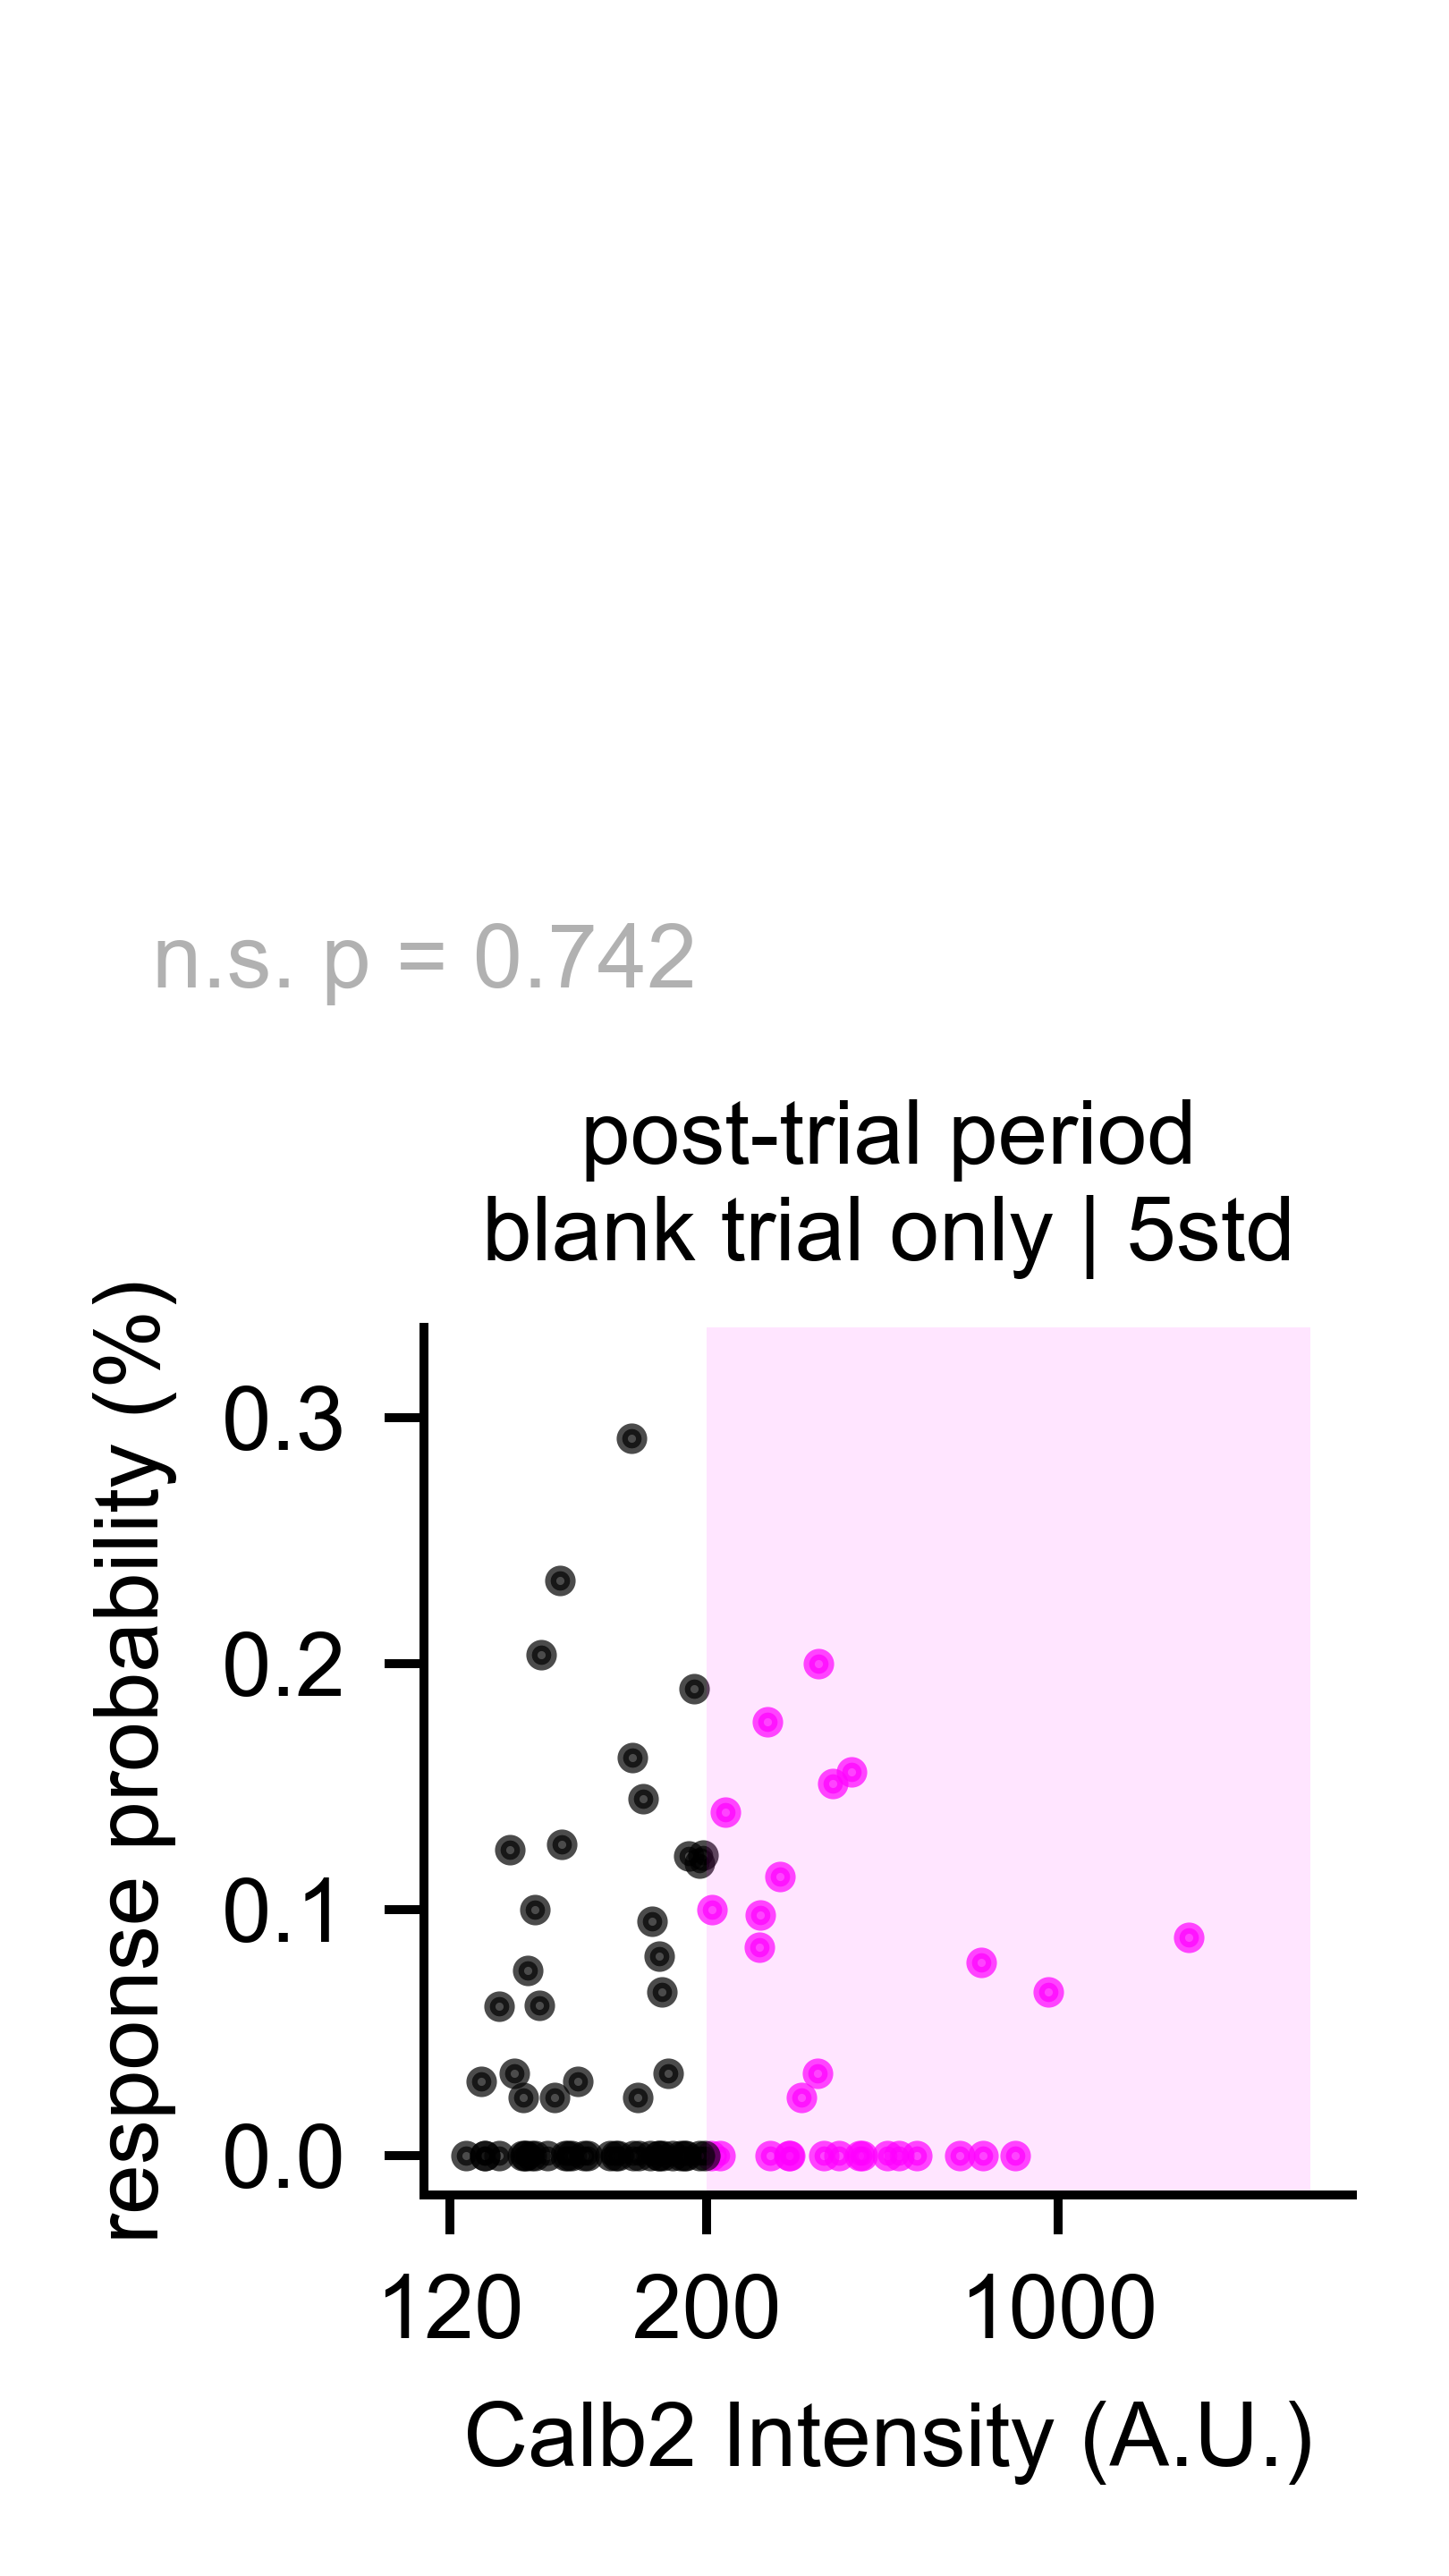 n.s. p = 0.742
post-trial period
blank trial only | 5std
response probability (%)
0.3
0.2
0.1
0.0
120 200 1000
Calb2 Intensity (A.U.)